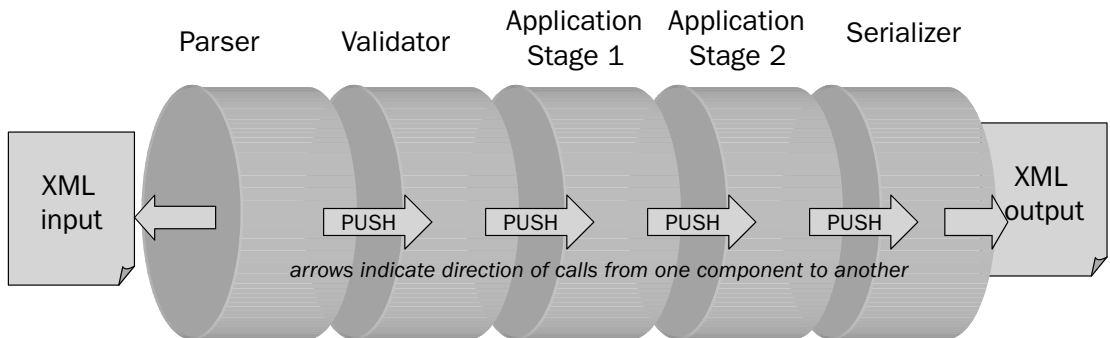 Parser
Validator
Application
Stage 1
Application
Stage 2
Serializer
XML
input
PUSH
PUSH
PUSH
PUSH
XML
output
arrows indicate direction of calls from one component to another